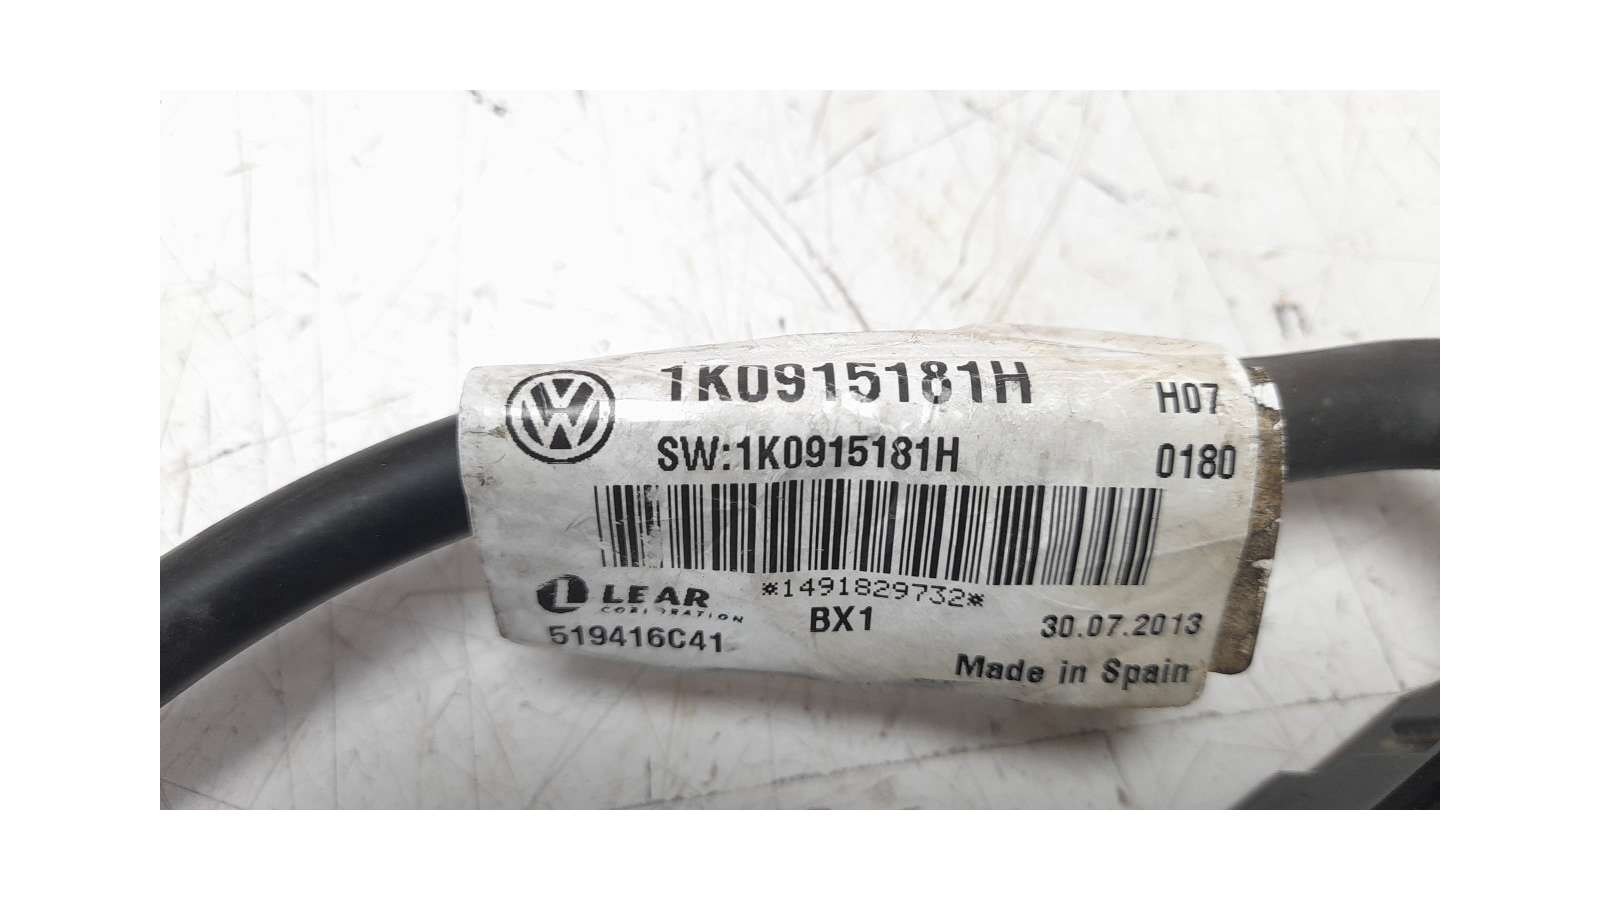 1K0915181H
H07
SW:1K0915181H
0180
*1491829732*
LEAR
CORPORATION
BX1
30.07.2013
519416C41
Made in Spain